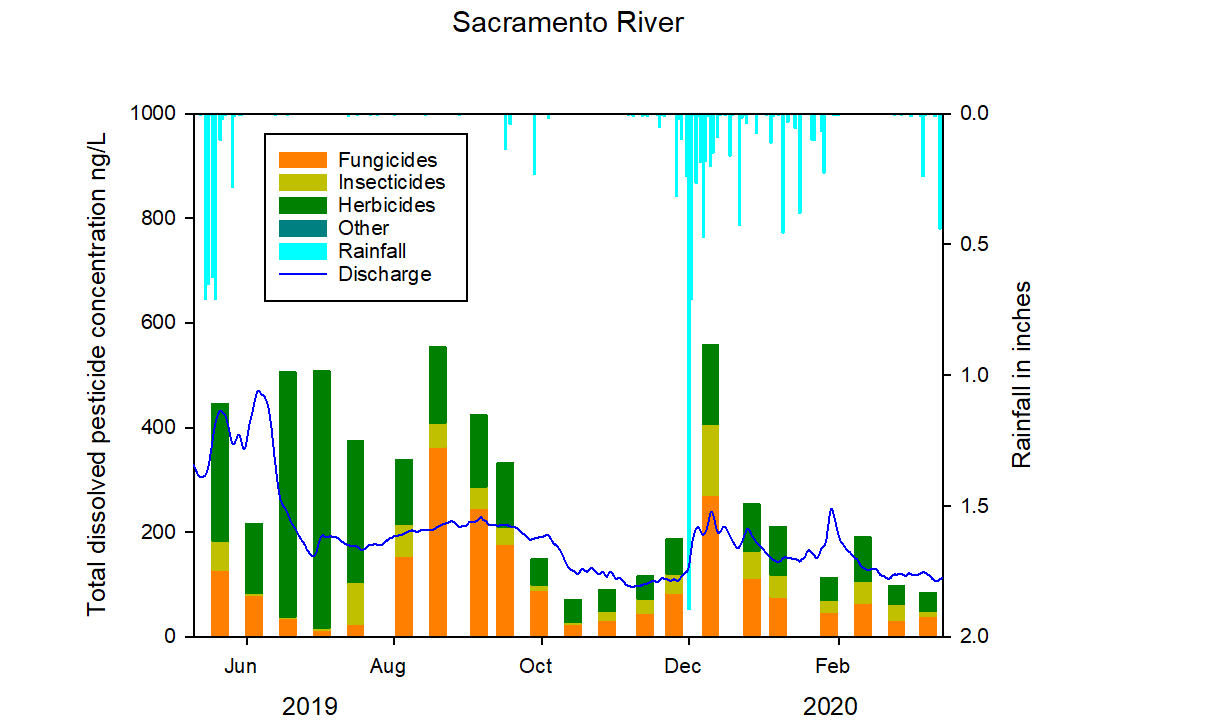 Sacramento River
Total dissolved pesticide concentration ng/L
1000
800
600
400
200
0
Fungicides
Insecticides
Herbicides
Other
Rainfall
Discharge
0.0
0.5
1.0
1.5
2.0
Rainfall in inches
Jun Aug Oct Dec Feb
2019 2020